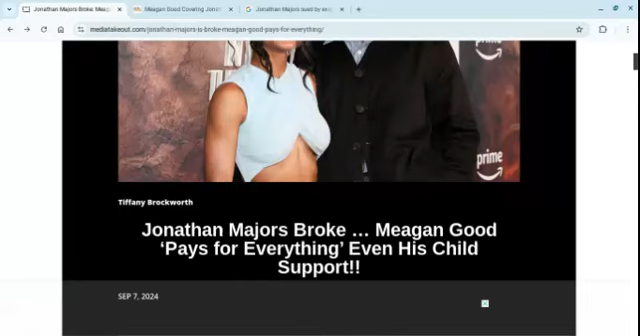 Jonathan Majors Broke: Meag
Meagan Good Covering Jonat
Jonathan Majors sued by ex-
mediatakeout.com/jonathan-majors-is-broke-meagan-good-pays-for-everything/
prime
prime
Tiffany Brockworth
Jonathan Majors Broke … Meagan Good
‘Pays for Everything’ Even His Child
Support!!
SEP 7, 2024